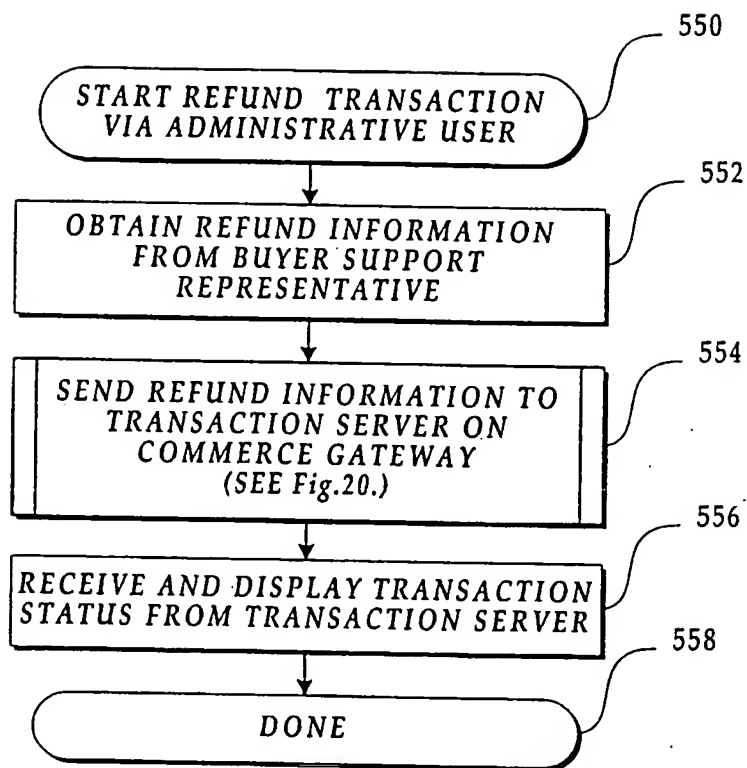 550
START REFUND TRANSACTION
VIA ADMINISTRATIVE USER
552
OBTAIN REFUND INFORMATION
FROM BUYER SUPPORT
REPRESENTATIVE
554
SEND REFUND INFORMATION TO
TRANSACTION SERVER ON
COMMERCE GATEWAY
(SEE Fig.20.)
556
RECEIVE AND DISPLAY TRANSACTION
STATUS FROM TRANSACTION SERVER
558
DONE